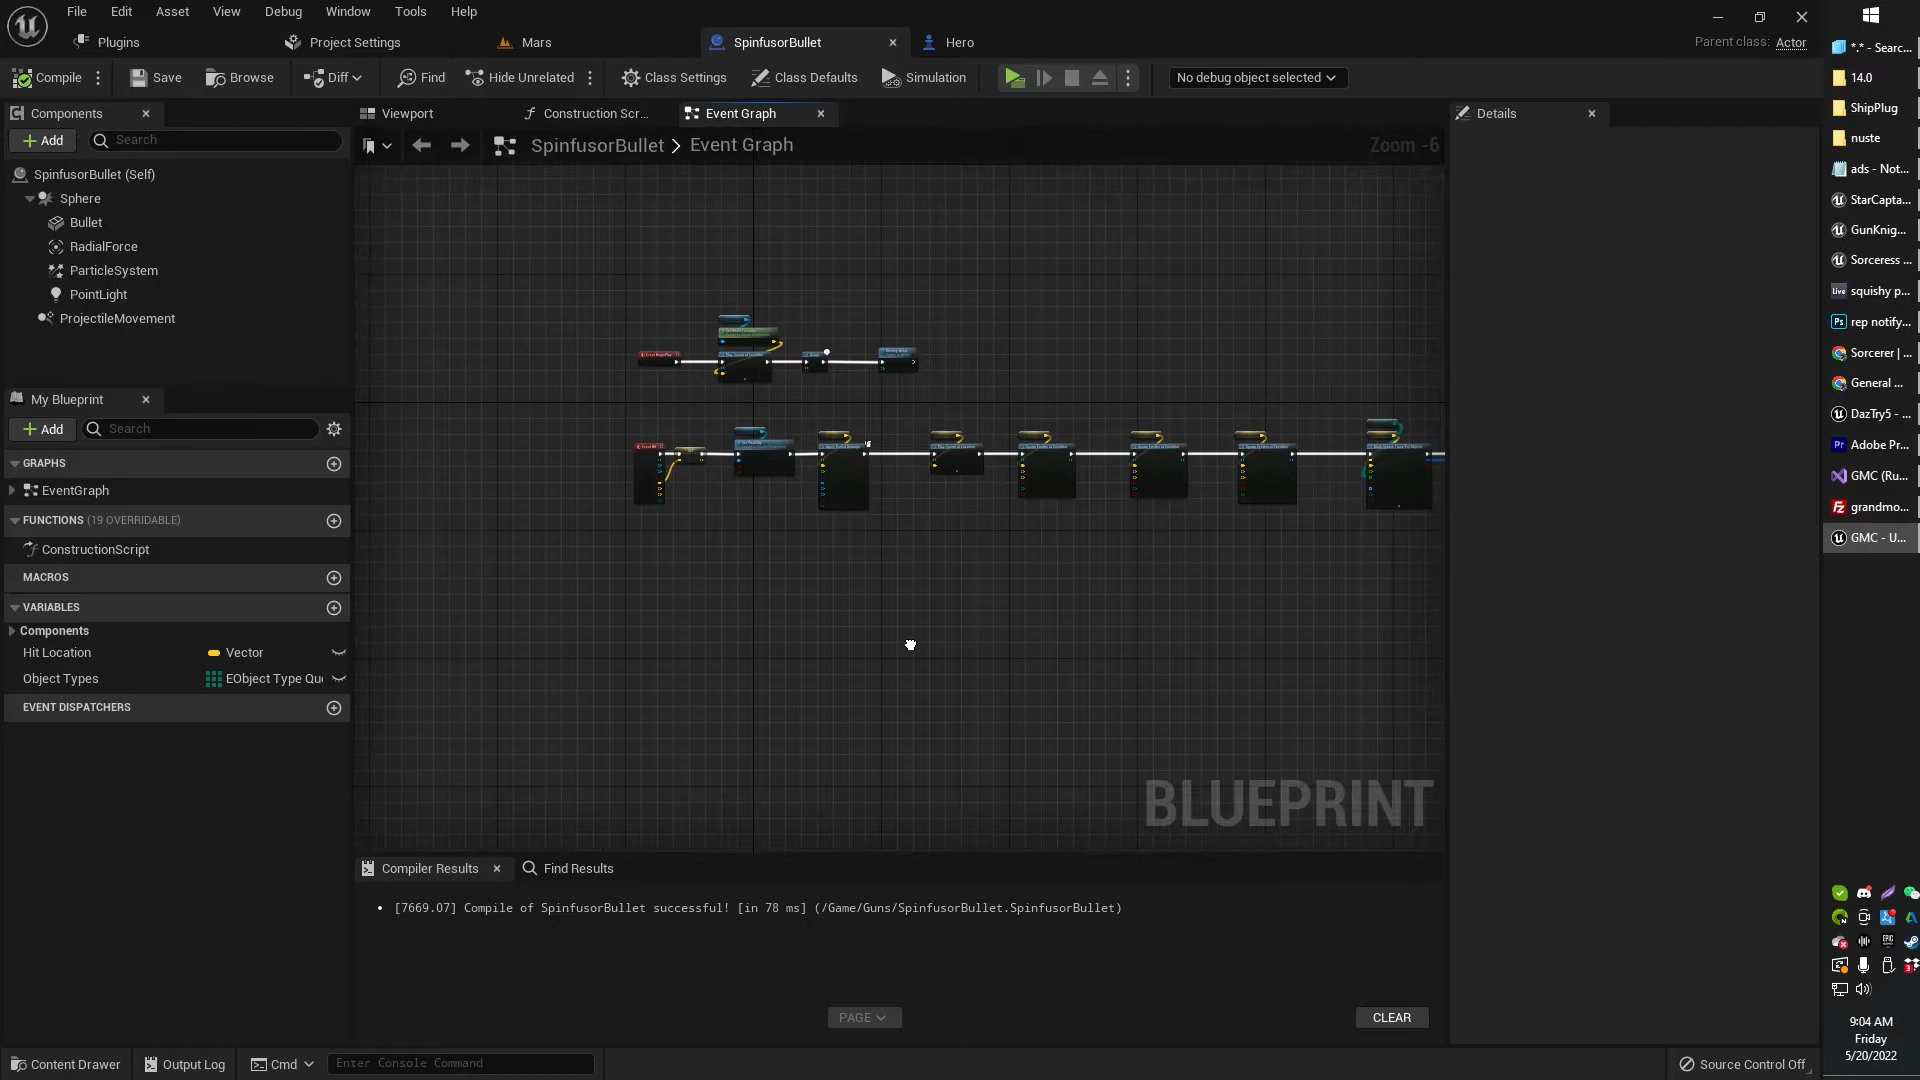 File Edit Asset View Debug Window Tools Help
Plugins Project Settings Mars SpinfusorBullet Hero Parent class: Actor
Compile Save Browse Diff Find Hide Unrelated Class Settings Class Defaults Simulation No debug object selected
Components Viewport Construction Scr... Event Graph Details
Add Search
SpinfusorBullet > Event Graph Zoom -6
SpinfusorBullet (Self)
Sphere
Bullet
RadialForce
ParticleSystem
PointLight
ProjectileMovement
My Blueprint
Add Search
GRAPHS
EventGraph
FUNCTIONS (19 OVERRIDABLE)
ConstructionScript
MACROS
VARIABLES
Components
Hit Location Vector
Object Types EObject Type Que
EVENT DISPATCHERS
BLUEPRINT
Compiler Results Find Results
[7669.07] Compile of SpinfusorBullet successful! [in 78 ms] (/Game/Guns/SpinfusorBullet.SpinfusorBullet)
PAGE CLEAR
Content Drawer Output Log Cmd Enter Console Command Source Control Off
*.* - Searc...
14.0
ShipPlug
nuste
ads - Not...
StarCapta...
GunKnig...
Sorceress ...
squishy p...
rep notify...
Sorcerer | ...
General ...
DazTry5 - ...
Adobe Pr...
GMC (Ru...
grandmo...
GMC - U...
9:04 AM
Friday
5/20/2022